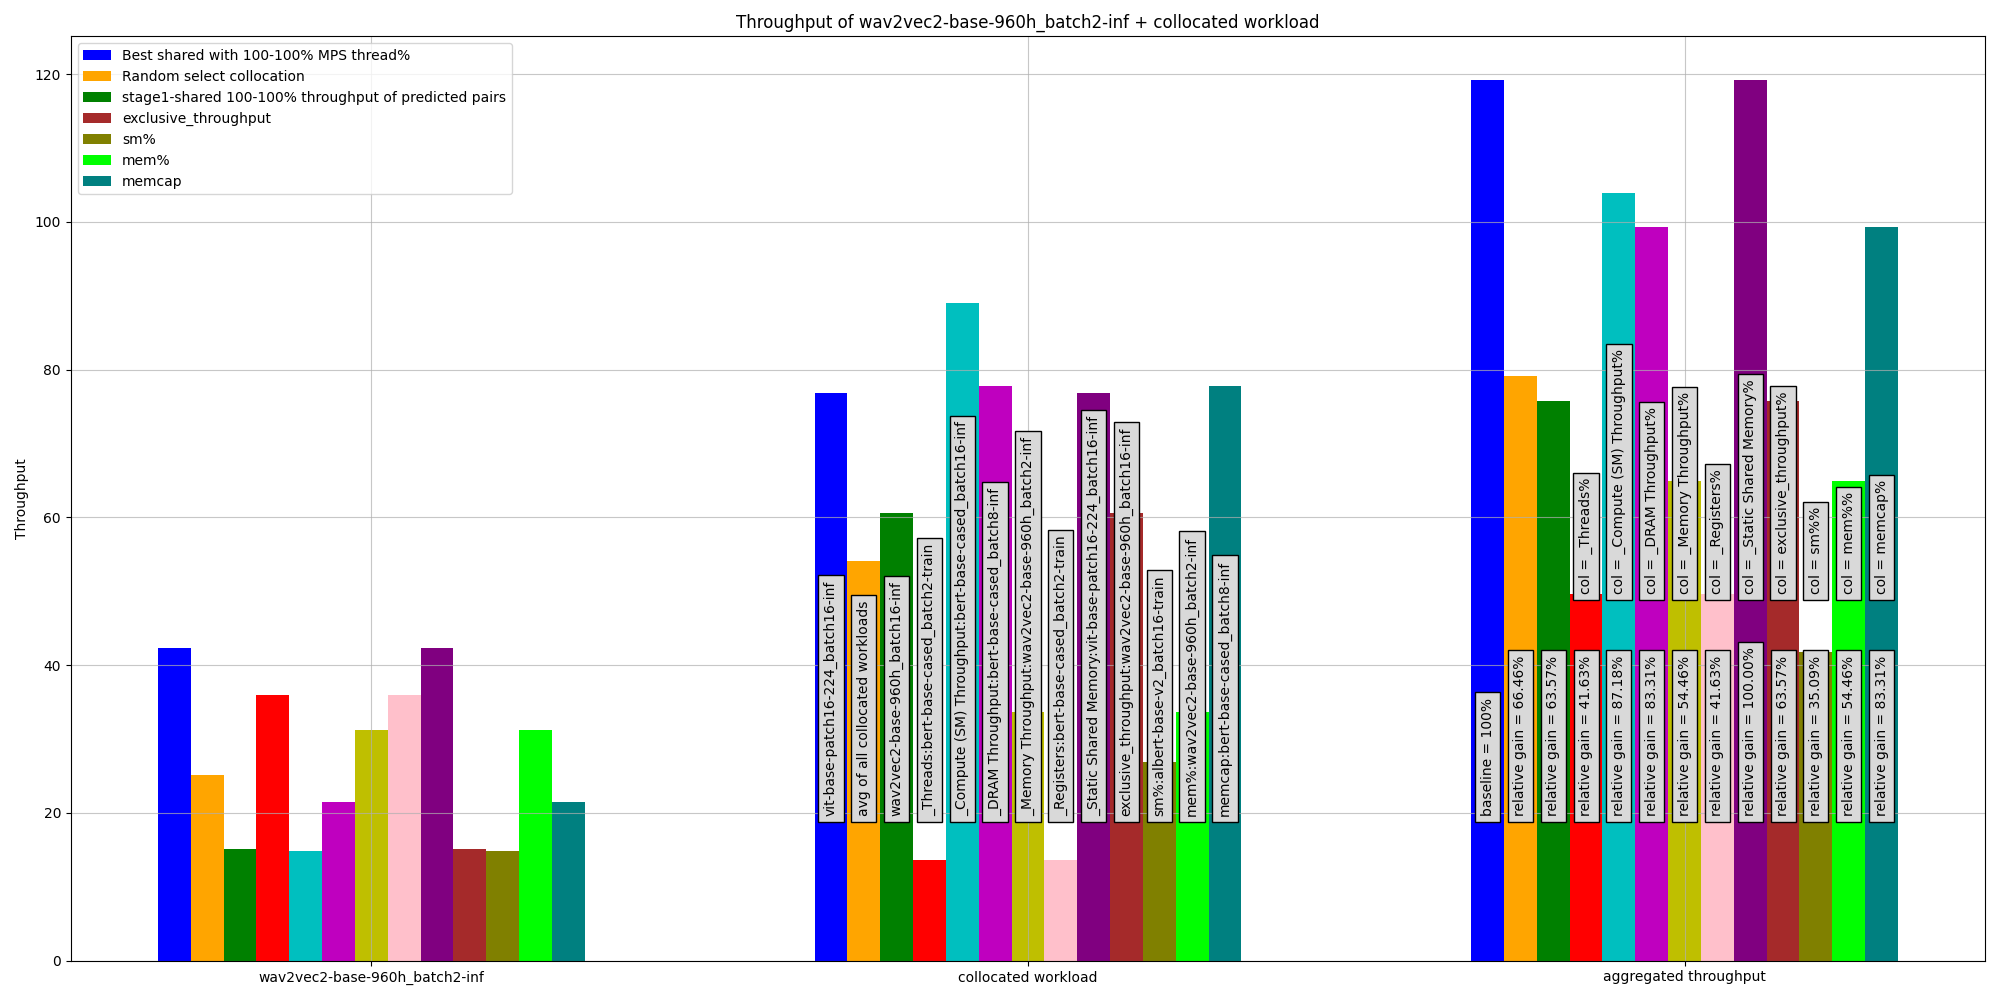 Throughput of wav2vec2-base-960h_batch2-inf + collocated workload
Best shared with 100-100% MPS thread%
Random select collocation
stage1-shared 100-100% throughput of predicted pairs
exclusive_throughput
sm%
mem%
memcap
Throughput
120
100
80
60
40
20
0
vit-base-patch16-224_batch16-inf
avg of all collocated workloads
wav2vec2-base-960h_batch16-inf
_Threads:bert-base-cased_batch2-train
_Compute (SM) Throughput:bert-base-cased_batch16-inf
_DRAM Throughput:bert-base-cased_batch8-inf
_Memory Throughput:wav2vec2-base-960h_batch2-inf
_Registers:bert-base-cased_batch2-train
_Static Shared Memory:vit-base-patch16-224_batch16-inf
exclusive_throughput:wav2vec2-base-960h_batch16-inf
sm%:albert-base-v2_batch16-train
mem%:wav2vec2-base-960h_batch2-inf
memcap:bert-base-cased_batch8-inf
col = _Threads%
col = _Compute (SM) Throughput%
col = _DRAM Throughput%
col = _Memory Throughput%
col = _Registers%
col = _Static Shared Memory%
col = exclusive_throughput%
col = sm%%
col = mem%%
col = memcap%
baseline = 100%
relative gain = 66.46%
relative gain = 63.57%
relative gain = 41.63%
relative gain = 87.18%
relative gain = 83.31%
relative gain = 54.46%
relative gain = 41.63%
relative gain = 100.00%
relative gain = 63.57%
relative gain = 35.09%
relative gain = 54.46%
relative gain = 83.31%
wav2vec2-base-960h_batch2-inf
collocated workload
aggregated throughput